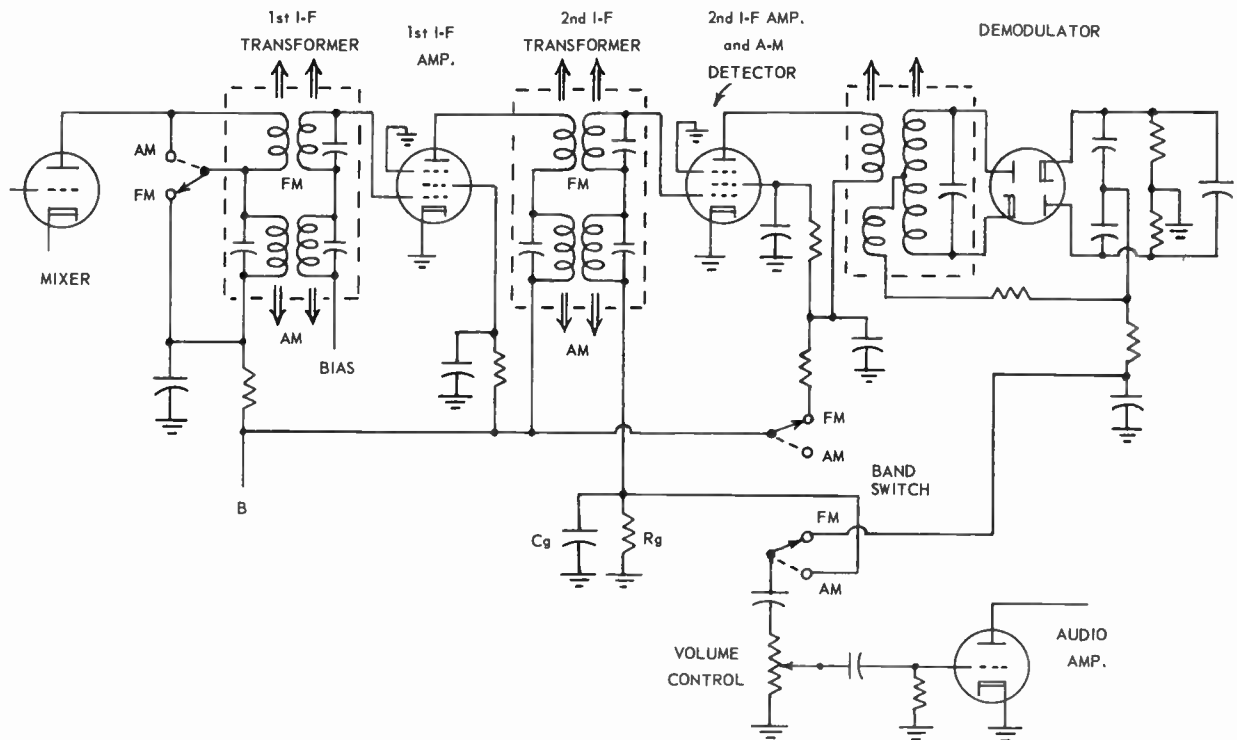 1st I-F
TRANSFORMER
1st I-F
AMP.
2nd I-F
TRANSFORMER
2nd I-F AMP.
and A-M
DETECTOR
DEMODULATOR
AM
FM
FM
FM
MIXER
AM
BIAS
AM
FM
AM
B
BAND
SWITCH
Cg
Rg
FM
AM
VOLUME
CONTROL
AUDIO
AMP.